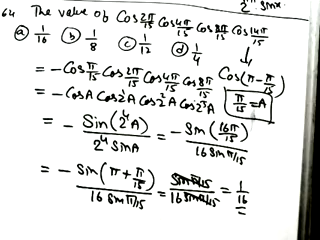 2ⁿ sinx.
64. The value of Cos 2π/15 Cos 4π/15 Cos 8π/15 Cos 14π/15
(a) 1/16 (b) 1/8 (c) 1/12 (d) 1/4
= -Cos π/15 Cos 2π/15 Cos 4π/15 Cos 8π/15
Cos(π - π/15)
= -CosA Cos2A Cos2²A Cos2³A
π/15 = A
= - Sin(2⁴A) / 2⁴ SinA = -Sin(16π/15) / 16 Sin π/15
= - Sin(π + π/15) / 16 Sin π/15 = Sin π/15 / 16 Sin π/15 = 1/16